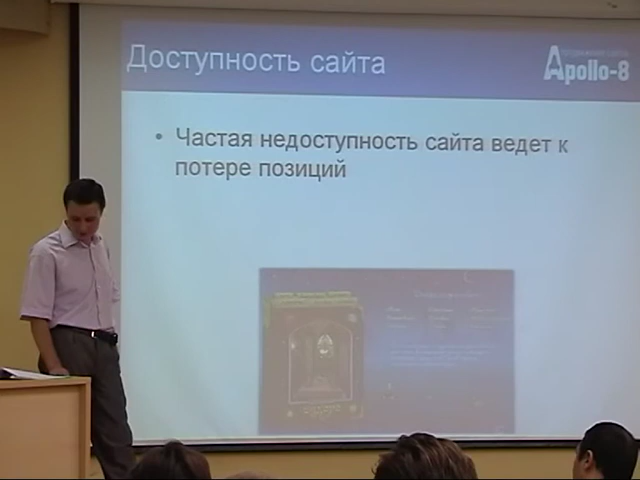 Доступность сайта
Apollo-8
• Частая недоступность сайта ведет к
потере позиций